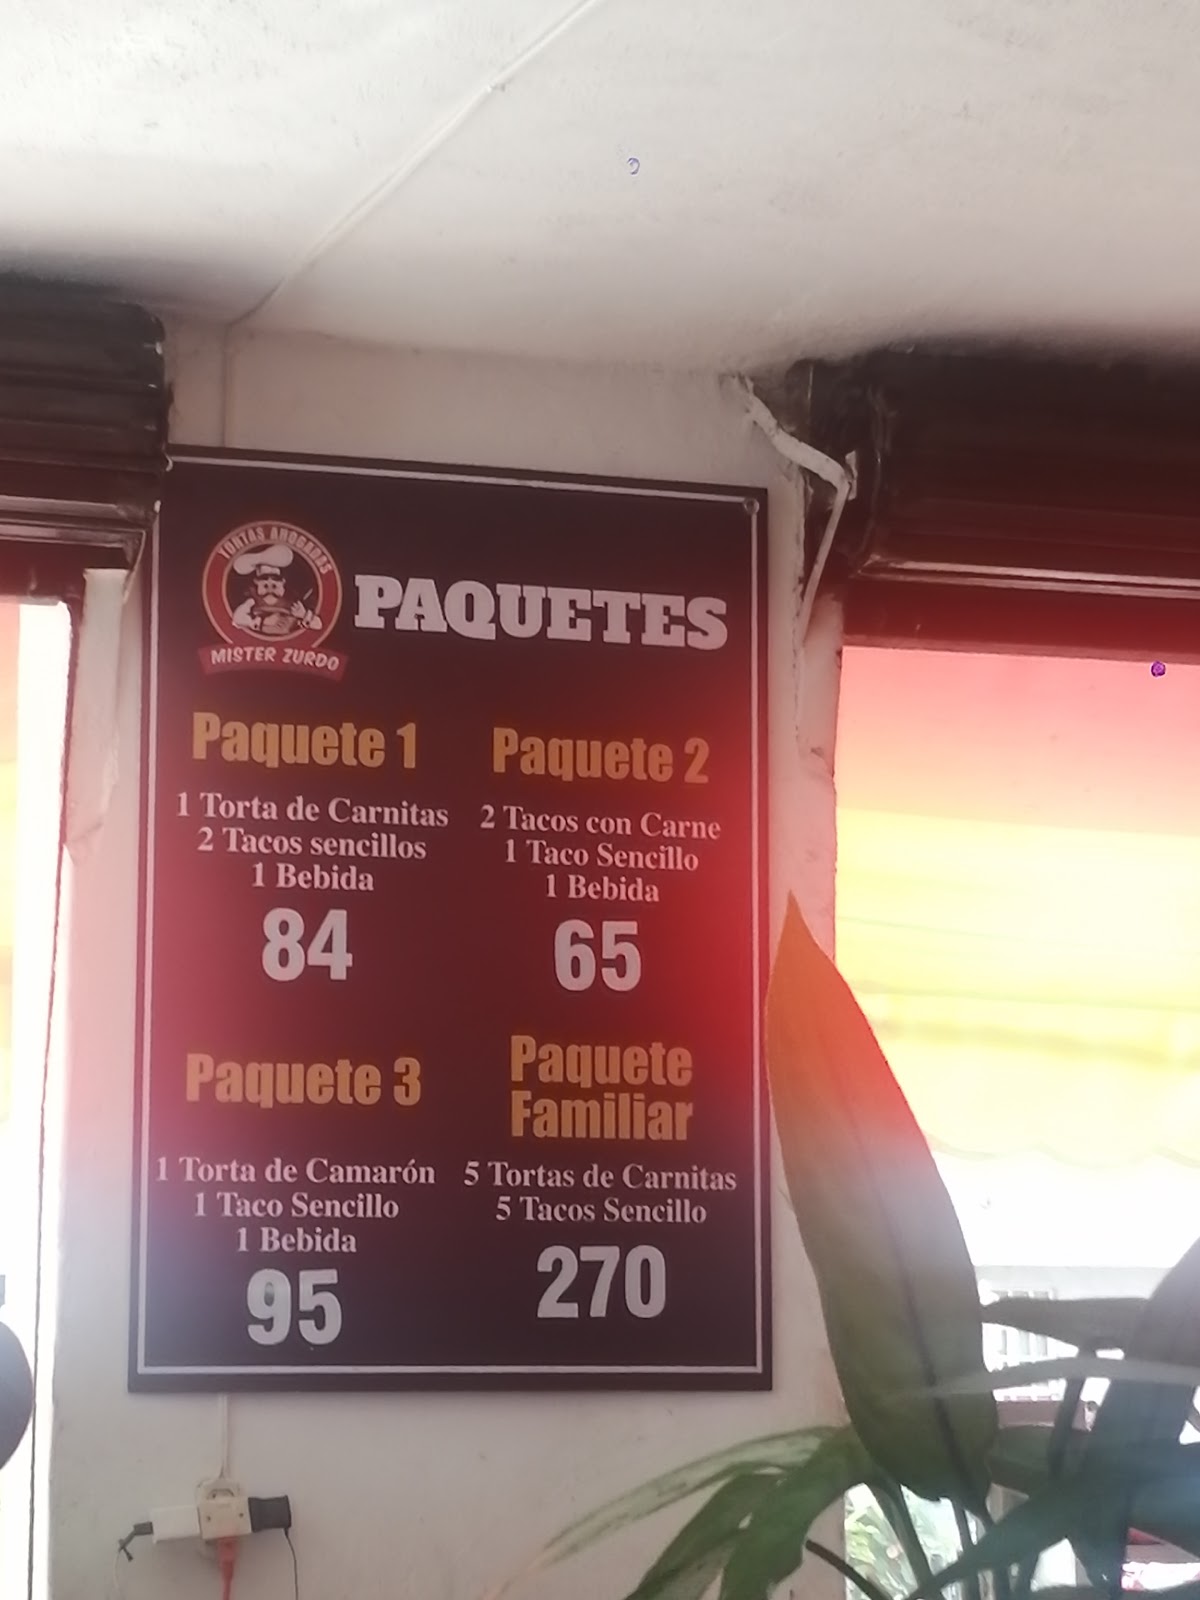 TORTAS AHOGADAS
MISTER ZURDO
PAQUETES
Paquete 1
1 Torta de Carnitas
2 Tacos sencillos
1 Bebida
84
Paquete 2
2 Tacos con Carne
1 Taco Sencillo
1 Bebida
65
Paquete 3
1 Torta de Camarón
1 Taco Sencillo
1 Bebida
95
Paquete
Familiar
5 Tortas de Carnitas
5 Tacos Sencillo
270